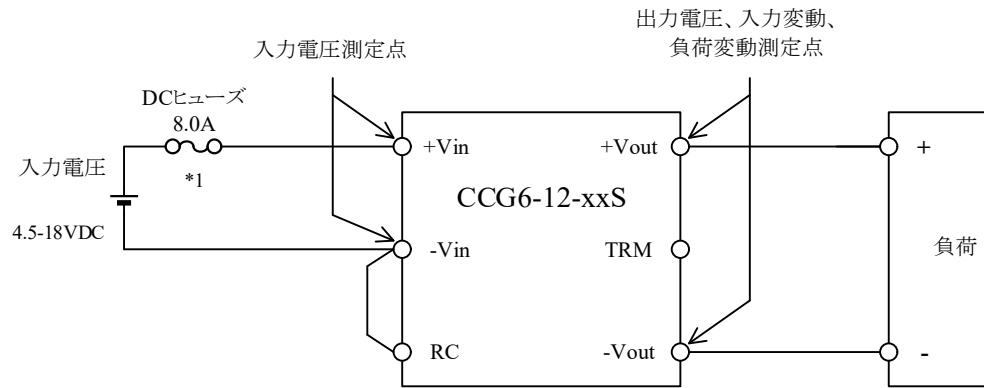 出力電圧、入力変動、
負荷変動測定点
入力電圧測定点
DCヒューズ
8.0A
*1
入力電圧
4.5-18VDC
+Vin
+Vout
+
CCG6-12-xxS
-Vin
TRM
負荷
RC
-Vout
-